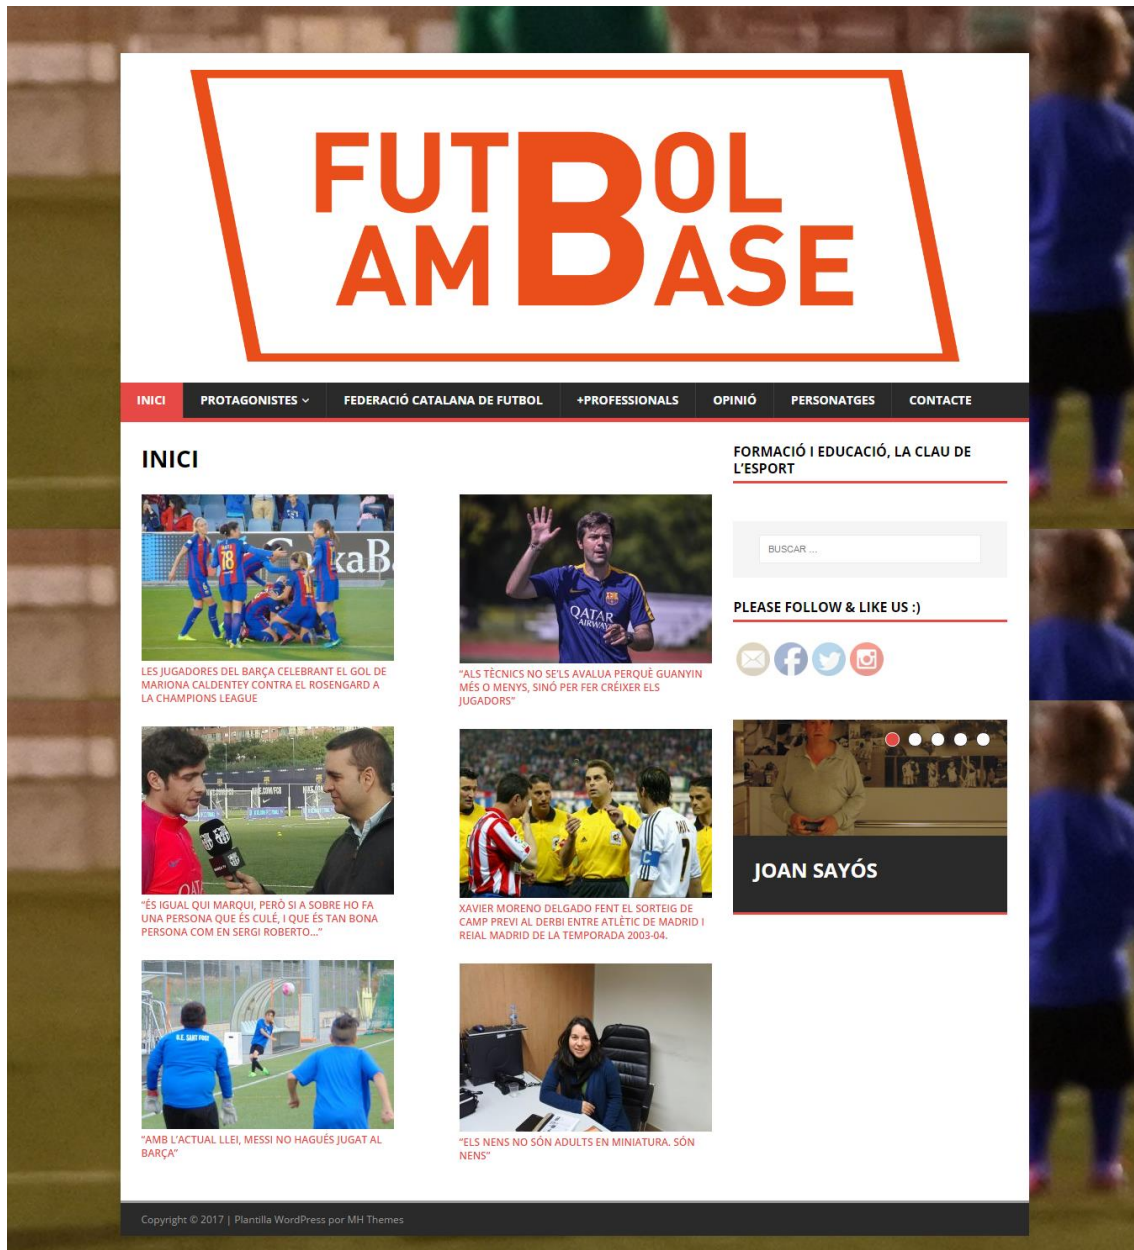 FUTBOL
AMBASE
INICI
PROTAGONISTES
FEDERACIÓ CATALANA DE FUTBOL
+PROFESSIONALS
OPINIÓ
PERSONATGES
CONTACTE
INICI
LES JUGADORES DEL BARÇA CELEBRANT EL GOL DE
MARIONA CALDENTEY CONTRA EL ROSENGARD A
LA CHAMPIONS LEAGUE
QATAR
AIRWAYS
"ALS TÈCNICS NO SE'LS AVALUA PERQUÈ GUANYIN
MÉS O MENYS, SINÓ PER FER CRÉIXER ELS
JUGADORS"
"ÉS IGUAL QUI MARQUI, PERÒ SI A SOBRE HO FA
UNA PERSONA QUE ÉS CULÉ, I QUE ÉS TAN BONA
PERSONA COM EN SERGI ROBERTO…"
7
XAVIER MORENO DELGADO FENT EL SORTEIG DE
CAMP PREVI AL DERBI ENTRE ATLÈTIC DE MADRID I
REIAL MADRID DE LA TEMPORADA 2003-04.
U.E. SANT FOST
"AMB L'ACTUAL LLEI, MESSI NO HAGUÉS JUGAT AL
BARÇA"
"ELS NENS NO SÓN ADULTS EN MINIATURA. SÓN
NENS"
FORMACIÓ I EDUCACIÓ, LA CLAU DE
L'ESPORT
BUSCAR ...
PLEASE FOLLOW & LIKE US :)
JOAN SAYÓS
Copyright © 2017 | Plantilla WordPress por MH Themes